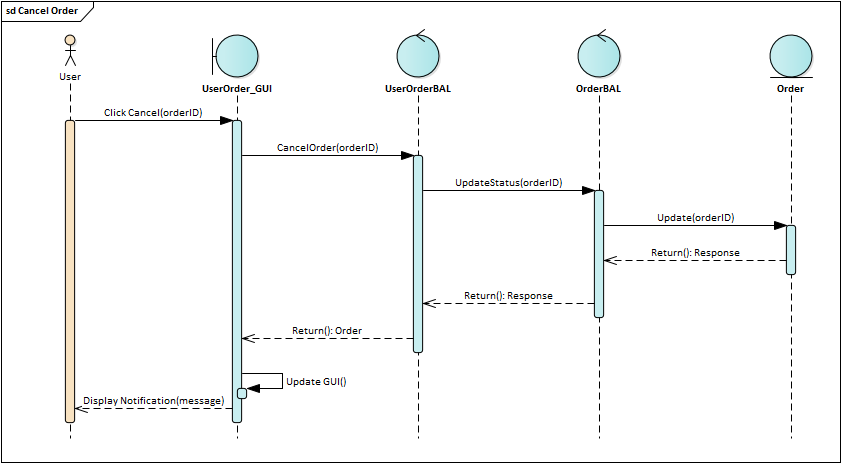 sd Cancel Order
User
UserOrder_GUI
UserOrderBAL
OrderBAL
Order
Click Cancel(orderID)
CancelOrder(orderID)
UpdateStatus(orderID)
Update(orderID)
Return(): Response
Return(): Response
Return(): Order
Update GUI()
Display Notification(message)